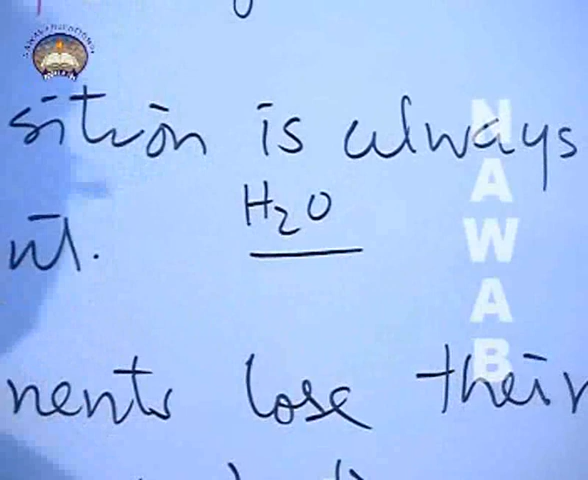 sition is always
H2O
nt.
nents lose their
NAWAB